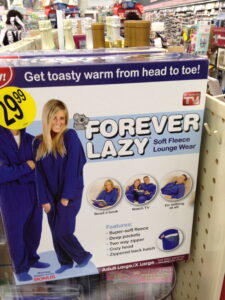 Get toasty warm from head to toe!
29.99
FOREVER
LAZY
Soft Fleece
Lounge Wear
Read a book
Watch TV
Features:
Super-soft fleece
Deep pockets
Two way zipper
Cozy hood
Zippered back hatch
Adult Large/X Large